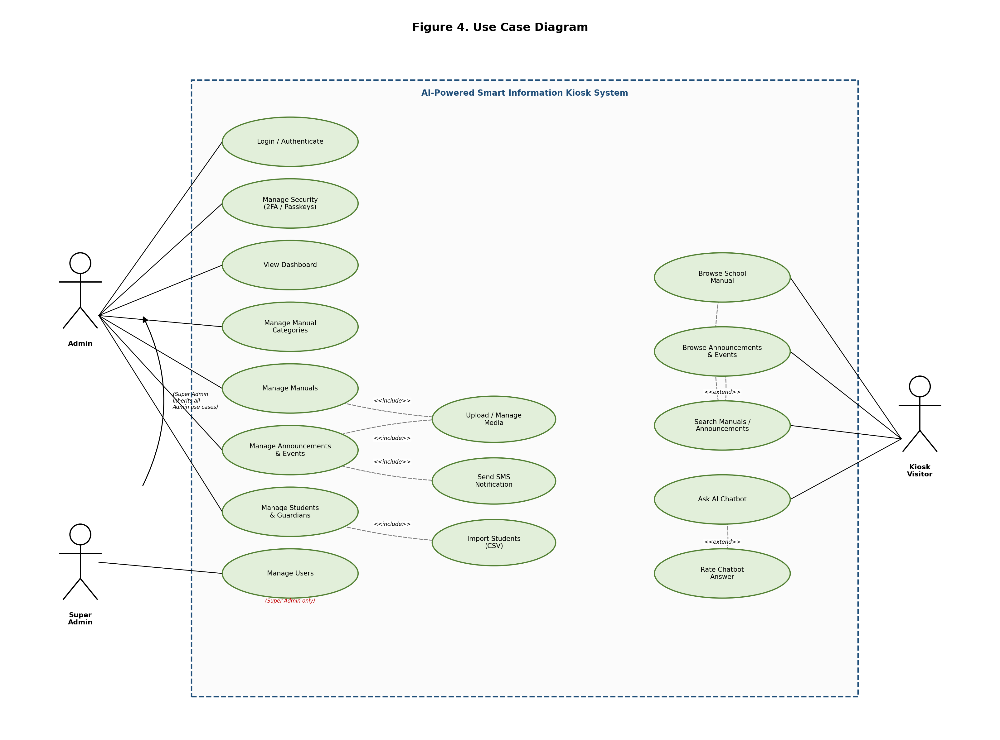 Figure 4. Use Case Diagram
AI-Powered Smart Information Kiosk System
Login / Authenticate
Manage Security
(2FA / Passkeys)
View Dashboard
Manage Manual
Categories
Manage Manuals
Manage Announcements
& Events
Manage Students
& Guardians
Manage Users
(Super Admin only)
Admin
(Super Admin
inherits all
Admin use cases)
Super
Admin
<<include>>
<<include>>
<<include>>
<<include>>
Upload / Manage
Media
Send SMS
Notification
Import Students
(CSV)
Browse School
Manual
Browse Announcements
& Events
<<extend>>
Search Manuals /
Announcements
Ask AI Chatbot
<<extend>>
Rate Chatbot
Answer
Kiosk
Visitor